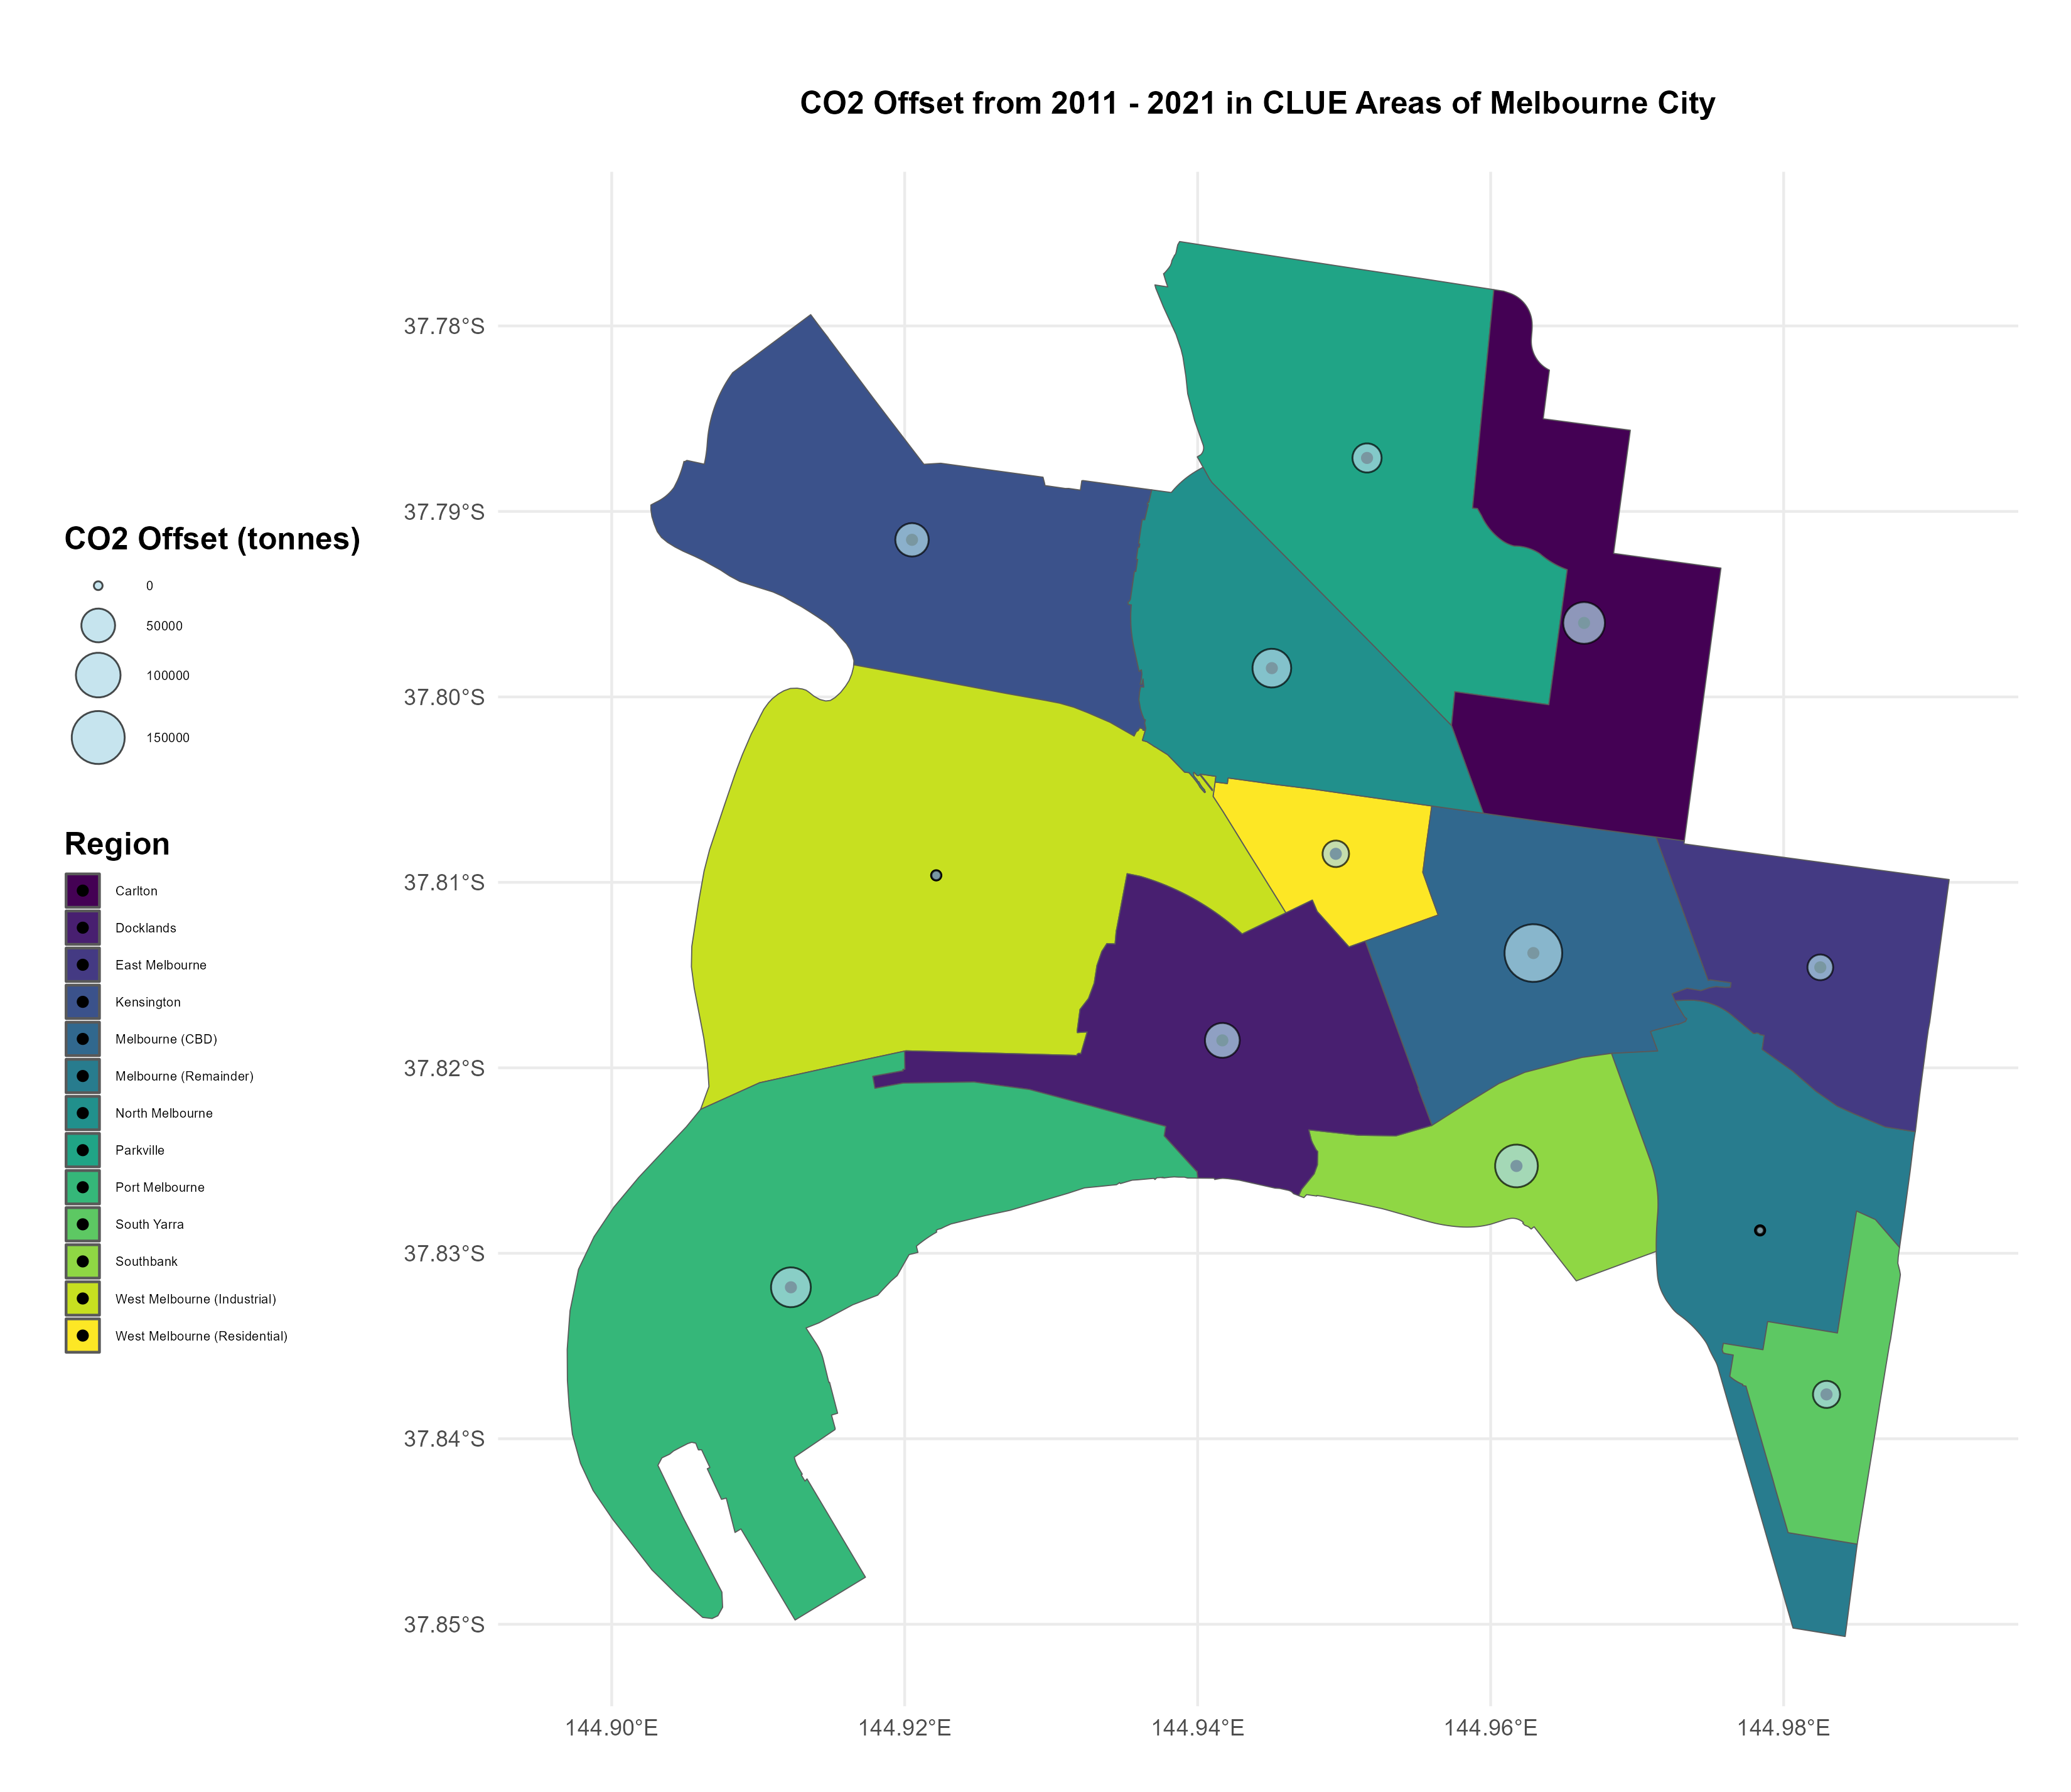 CO2 Offset from 2011 - 2021 in CLUE Areas of Melbourne City
37.78°S
37.79°S
37.80°S
37.81°S
37.82°S
37.83°S
37.84°S
37.85°S
144.90°E
144.92°E
144.94°E
144.96°E
144.98°E
CO2 Offset (tonnes)
0
50000
100000
150000
Region
Carlton
Docklands
East Melbourne
Kensington
Melbourne (CBD)
Melbourne (Remainder)
North Melbourne
Parkville
Port Melbourne
South Yarra
Southbank
West Melbourne (Industrial)
West Melbourne (Residential)